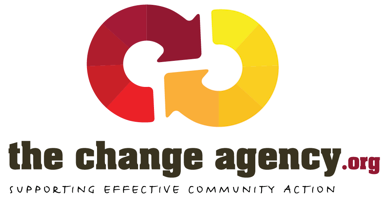 the change agency.org
SUPPORTING EFFECTIVE COMMUNITY ACTION